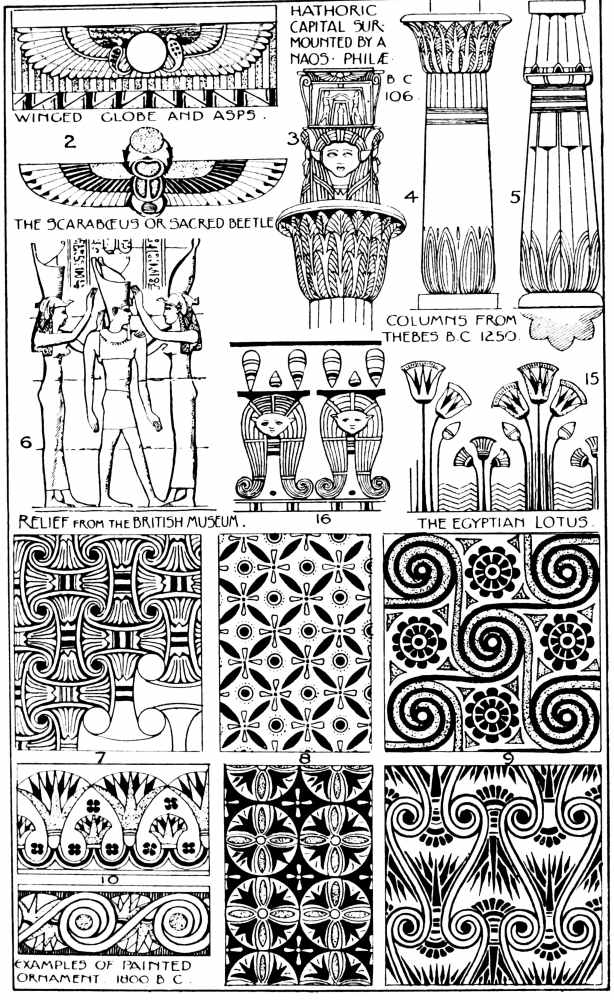 HATHORIC
CAPITAL SUR-
MOUNTED BY A
NAOS. PHILÆ.
B C
106.
WINGED GLOBE AND ASPS.
2
3
4
5
THE SCARABŒUS OR SACRED BEETLE
COLUMNS FROM
THEBES B.C 1250.
15
6
RELIEF FROM THE BRITISH MUSEUM.
16
THE EGYPTIAN LOTUS.
7
8
9
10
EXAMPLES OF PAINTED
ORNAMENT. 1800 B C.